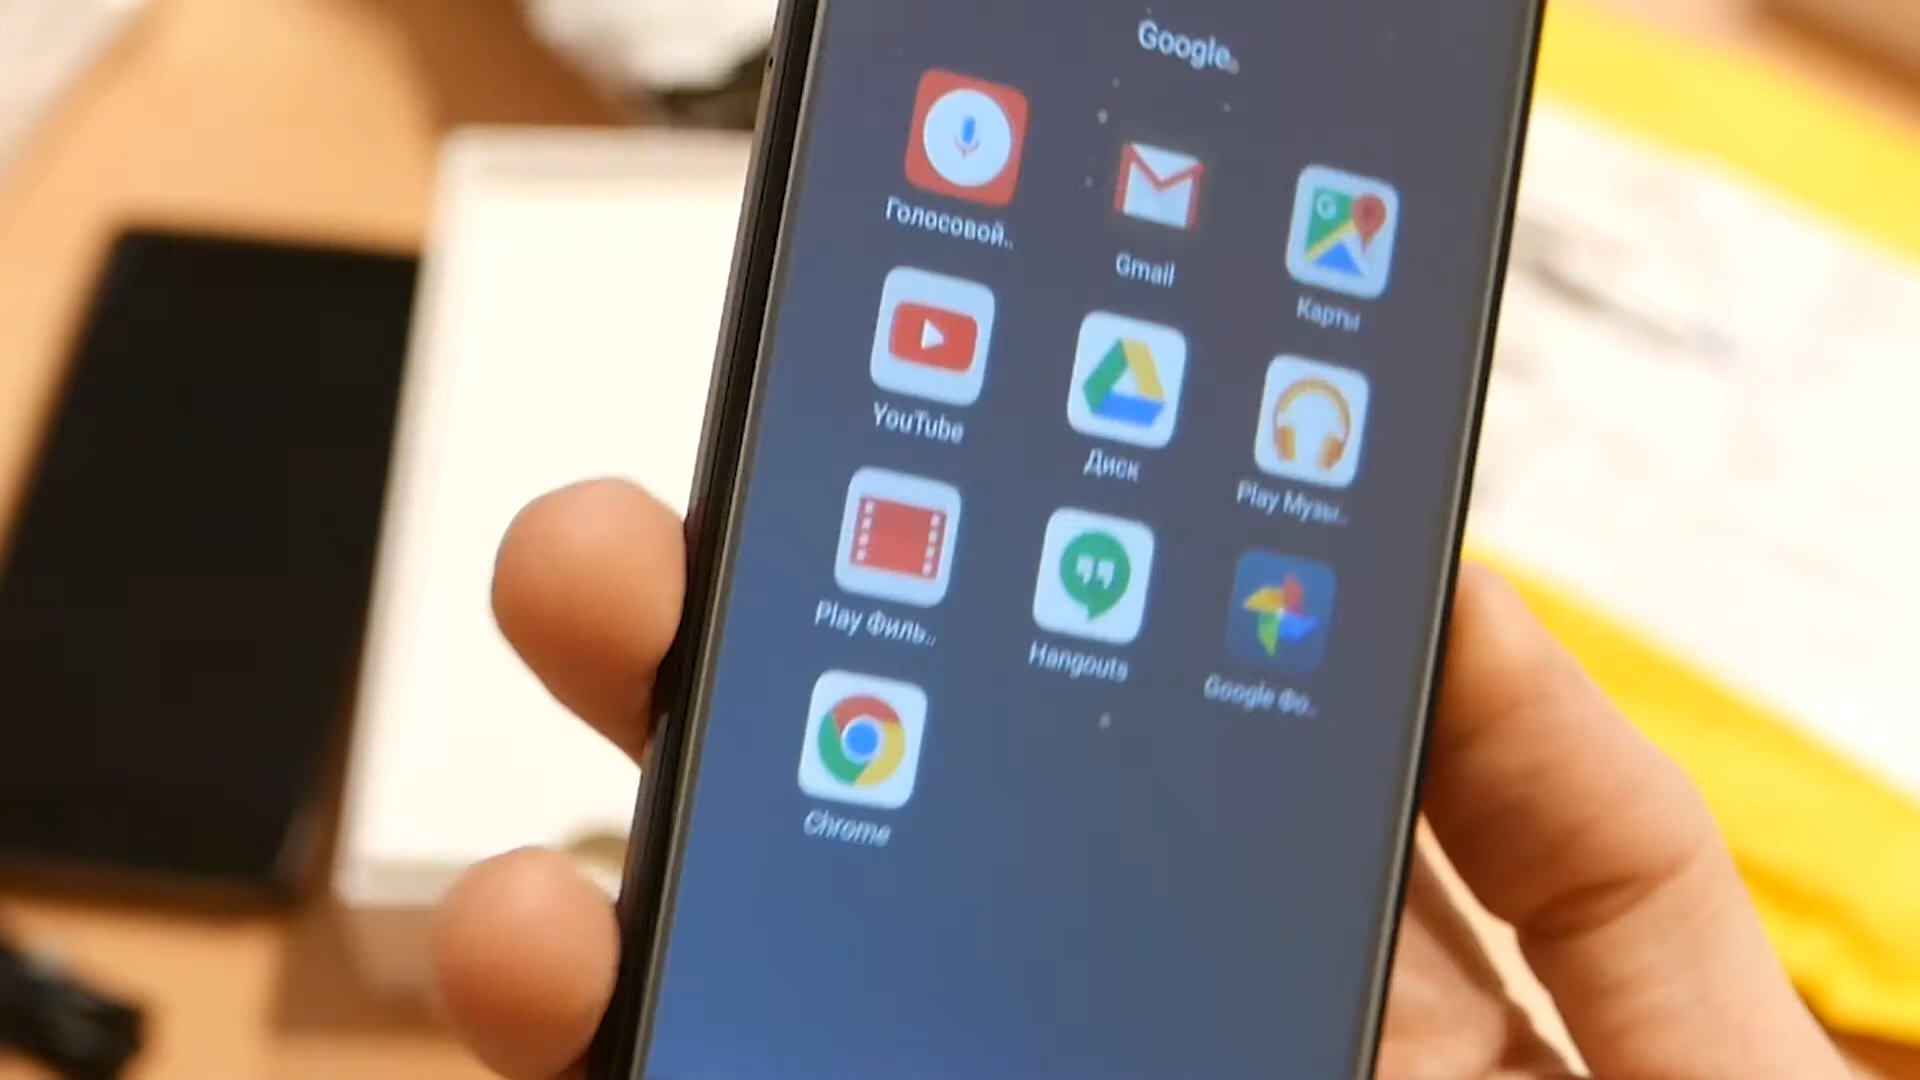 Google
Голосовой..
Gmail
Карты
YouTube
Диск
Play Музы..
Play Филь..
Hangouts
Google Фо..
Chrome